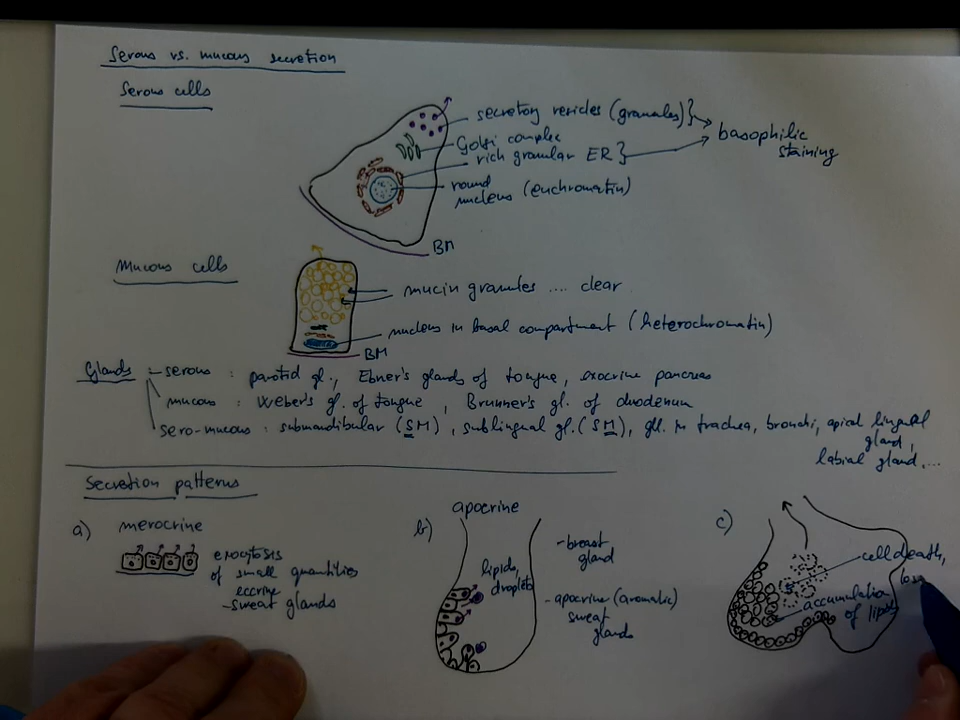 Serous vs. mucous secretion
Serous cells
secretory vesicles (granules)
Golgi complex
rich granular ER
basophilic
staining
round
nucleus (euchromatin)
BM
Mucous cells
mucin granules .... clear
nucleus in basal compartment (heterochromatin)
BM
Glands - serous : parotid gl., Ebner's glands of tongue, exocrine pancreas
mucous : Weber's gl. of tongue, Brunner's gl. of duodenum
sero-mucous : submandibular (SM), sublingual gl. (SM), gll. in trachea, bronchi, apical lingual
gland,
labial gland...
Secretion patterns
a) merocrine
exocytosis
of small quantities
eccrine
- sweat glands
b) apocrine
lipids,
droplets
- breast
gland
- apocrine (aromatic)
sweat
glands
c)
cell death,
accumulation
of